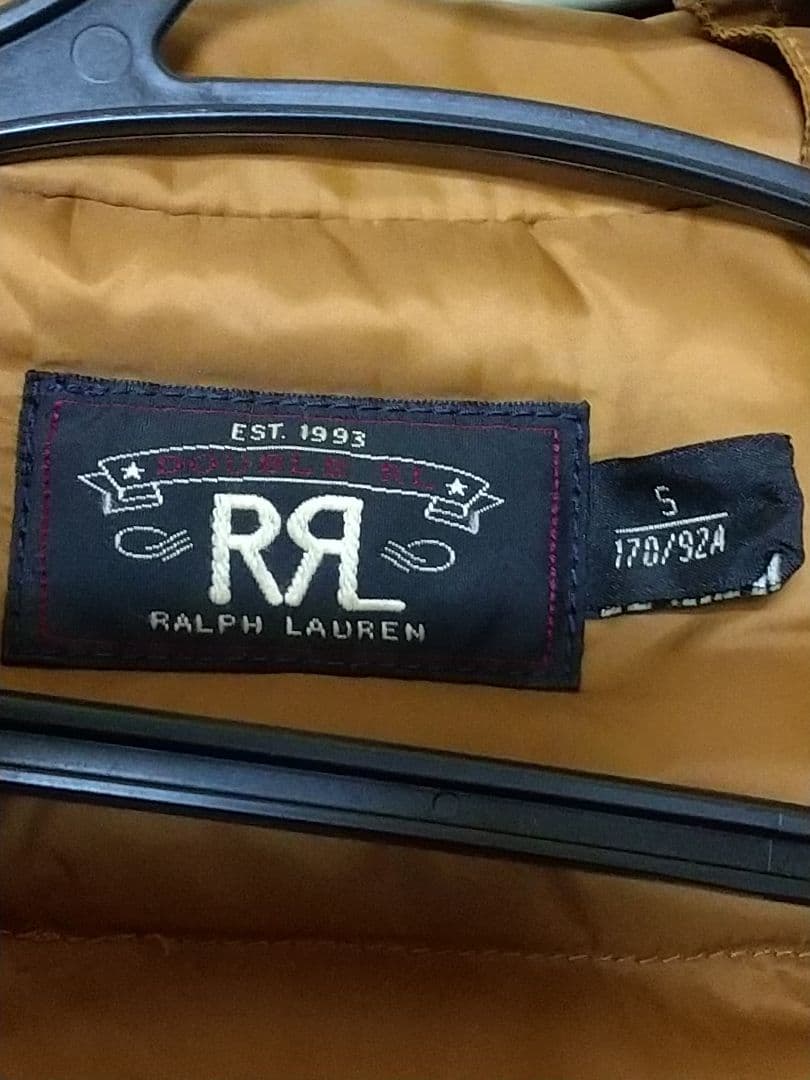 EST. 1993
DOUBLE RL
RRL
RALPH LAUREN
S
170/92A